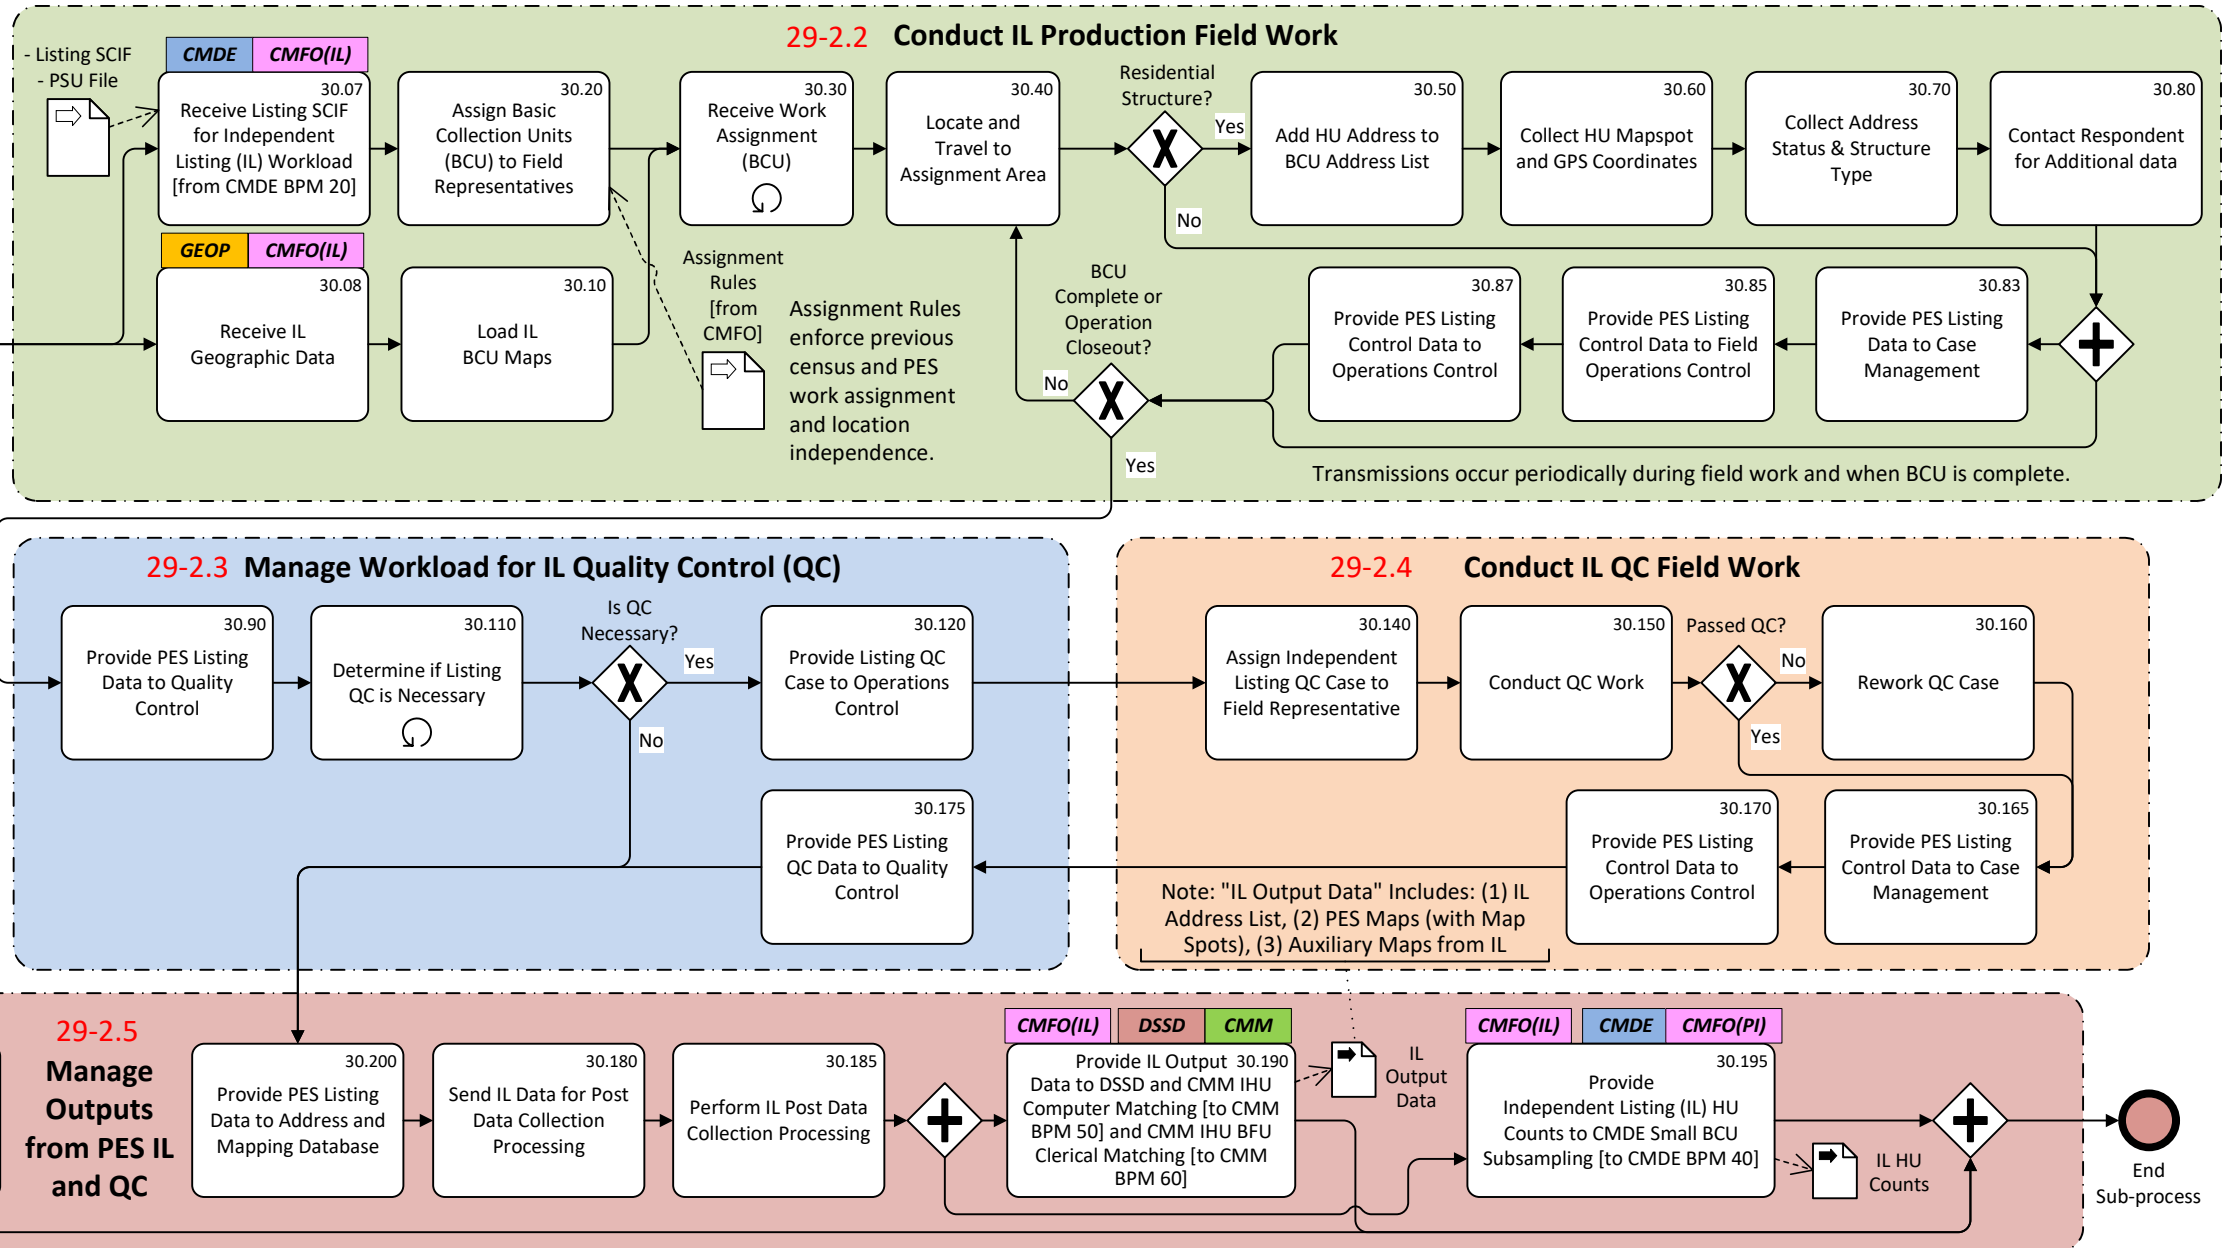 29-2.2 Conduct IL Production Field Work
- Listing SCIF
- PSU File
CMDE CMFO(IL)
30.07
Receive Listing SCIF
for Independent
Listing (IL) Workload
[from CMDE BPM 20]
30.20
Assign Basic
Collection Units
(BCU) to Field
Representatives
30.30
Receive Work
Assignment
(BCU)
30.40
Locate and
Travel to
Assignment Area
Residential
Structure?
Yes
No
30.50
Add HU Address to
BCU Address List
30.60
Collect HU Mapspot
and GPS Coordinates
30.70
Collect Address
Status & Structure
Type
30.80
Contact Respondent
for Additional data
GEOP CMFO(IL)
30.08
Receive IL
Geographic Data
30.10
Load IL
BCU Maps
Assignment
Rules
[from
CMFO]
Assignment Rules
enforce previous
census and PES
work assignment
and location
independence.
BCU
Complete or
Operation
Closeout?
No
Yes
30.87
Provide PES Listing
Control Data to
Operations Control
30.85
Provide PES Listing
Control Data to Field
Operations Control
30.83
Provide PES Listing
Data to Case
Management
Transmissions occur periodically during field work and when BCU is complete.
29-2.3 Manage Workload for IL Quality Control (QC)
30.90
Provide PES Listing
Data to Quality
Control
30.110
Determine if Listing
QC is Necessary
Is QC
Necessary?
Yes
No
30.120
Provide Listing QC
Case to Operations
Control
30.175
Provide PES Listing
QC Data to Quality
Control
29-2.4 Conduct IL QC Field Work
30.140
Assign Independent
Listing QC Case to
Field Representative
30.150
Conduct QC Work
Passed QC?
No
Yes
30.160
Rework QC Case
30.170
Provide PES Listing
Control Data to
Operations Control
30.165
Provide PES Listing
Control Data to Case
Management
Note: "IL Output Data" Includes: (1) IL
Address List, (2) PES Maps (with Map
Spots), (3) Auxiliary Maps from IL
29-2.5
Manage
Outputs
from PES IL
and QC
30.200
Provide PES Listing
Data to Address and
Mapping Database
30.180
Send IL Data for Post
Data Collection
Processing
30.185
Perform IL Post Data
Collection Processing
CMFO(IL) DSSD CMM
Provide IL Output 30.190
Data to DSSD and CMM IHU
Computer Matching [to CMM
BPM 50] and CMM IHU BFU
Clerical Matching [to CMM
BPM 60]
IL
Output
Data
CMFO(IL) CMDE CMFO(PI)
30.195
Provide
Independent Listing (IL) HU
Counts to CMDE Small BCU
Subsampling [to CMDE BPM 40]
IL HU
Counts
End
Sub-process